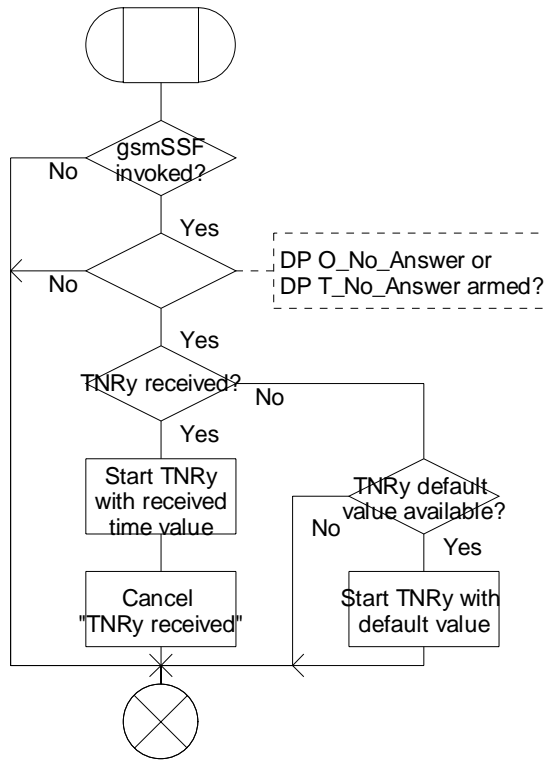 gsmSSF
invoked?
No
Yes
DP O_No_Answer or
DP T_No_Answer armed?
No
Yes
TNRy received?
No
Yes
Start TNRy
with received
time value
TNRy default
value available?
No
Yes
Cancel
"TNRy received"
Start TNRy with
default value